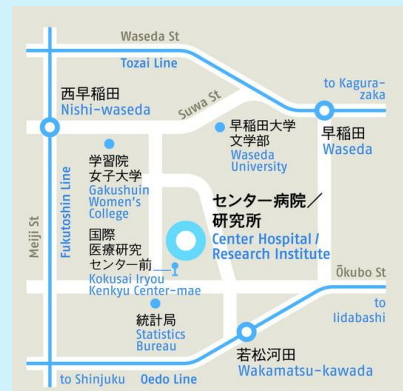 Waseda St
Tozai Line
to Kagura-
zaka
西早稲田
Nishi-waseda
Suwa St
早稲田大学
文学部
Waseda
University
早稲田
Waseda
学習院
女子大学
Gakushuin
Women's
College
Meiji St
Fukutoshin Line
センター病院／
研究所
Center Hospital /
Research Institute
国際
医療研究
センター前
Kokusai Iryou
Kenkyu Center-mae
Ōkubo St
to
Iidabashi
統計局
Statistics
Bureau
若松河田
Wakamatsu-kawada
to Shinjuku
Oedo Line